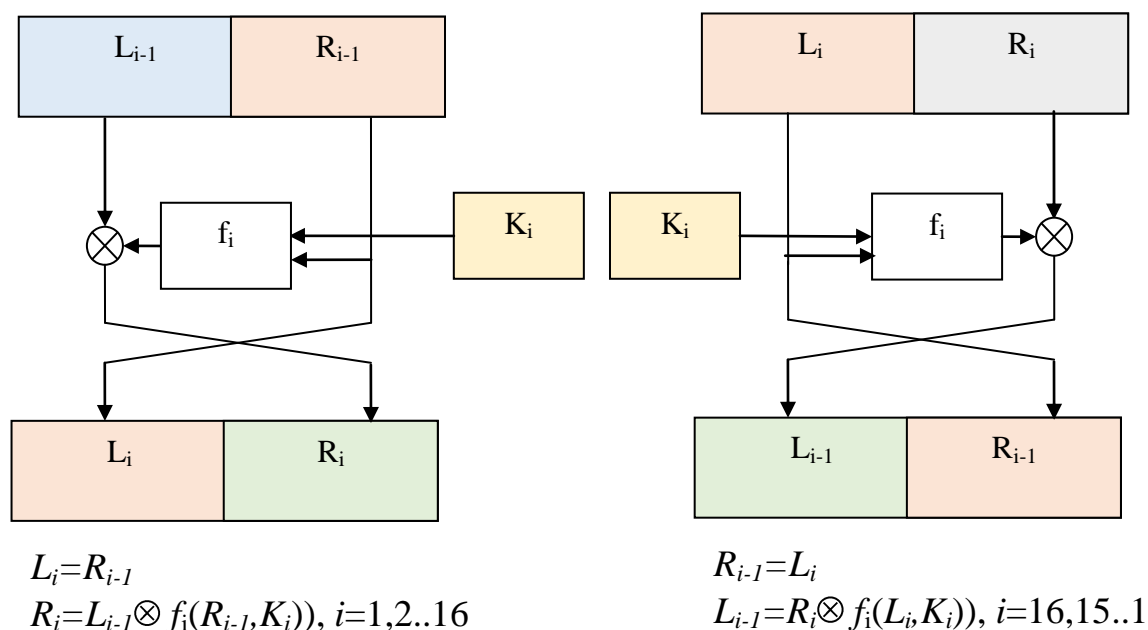 Lᵢ₋₁ Rᵢ₋₁
Lᵢ Rᵢ
fᵢ Kᵢ
Kᵢ fᵢ
Lᵢ Rᵢ
Lᵢ₋₁ Rᵢ₋₁
Lᵢ=Rᵢ₋₁
Rᵢ=Lᵢ₋₁⊗ fᵢ(Rᵢ₋₁,Kᵢ)), i=1,2..16
Rᵢ₋₁=Lᵢ
Lᵢ₋₁=Rᵢ⊗ fᵢ(Lᵢ,Kᵢ)), i=16,15..1